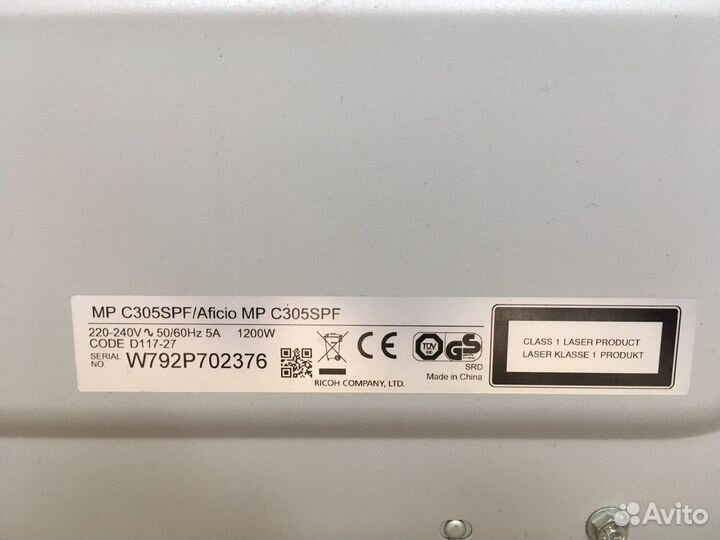 MP C305SPF/Aficio MP C305SPF
220-240V ∿ 50/60Hz 5A 1200W
CODE D117-27
SERIAL NO. W792P702376
RICOH COMPANY, LTD.
CE
TÜV
GS
SRD
Made in China
CLASS 1 LASER PRODUCT
LASER KLASSE 1 PRODUKT
Avito